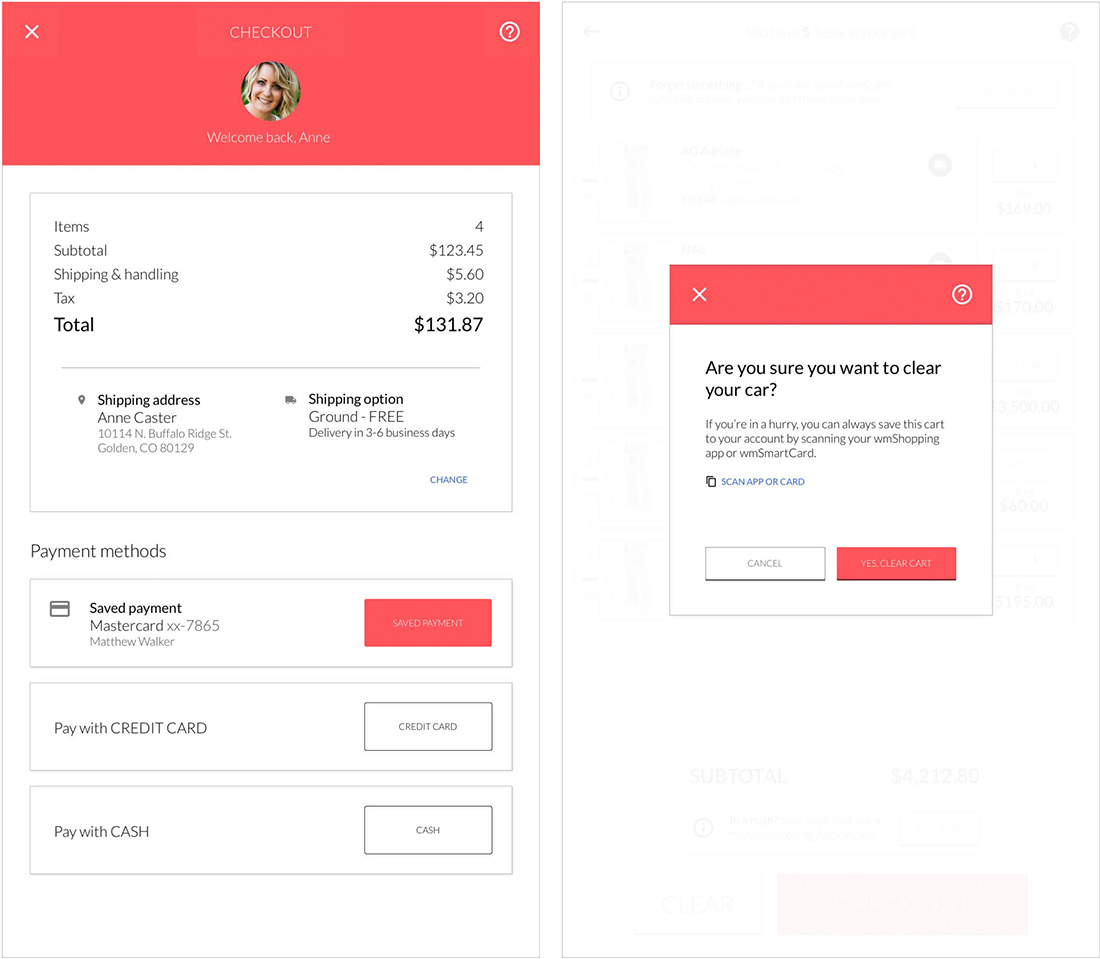 CHECKOUT
Welcome back, Anne
Items 4
Subtotal $123.45
Shipping & handling $5.60
Tax $3.20
Total $131.87
Shipping address
Anne Caster
10114 N. Buffalo Ridge St.
Golden, CO 80129
Shipping option
Ground - FREE
Delivery in 3-6 business days
CHANGE
Payment methods
Saved payment
Mastercard xx-7865
Matthew Walker
SAVED PAYMENT
Pay with CREDIT CARD
CREDIT CARD
Pay with CASH
CASH
5 items in your cart
Forget something...?
AG Adriano
$169.00
Nike
$170.00
Are you sure you want to clear
your car?
If you're in a hurry, you can always save this cart
to your account by scanning your wmShopping
app or wmSmartCard.
SCAN APP OR CARD
CANCEL
YES, CLEAR CART
$3,500.00
$60.00
$195.00
SUBTOTAL $4,212.80
In a rush?
CLEAR
CHECK OUT